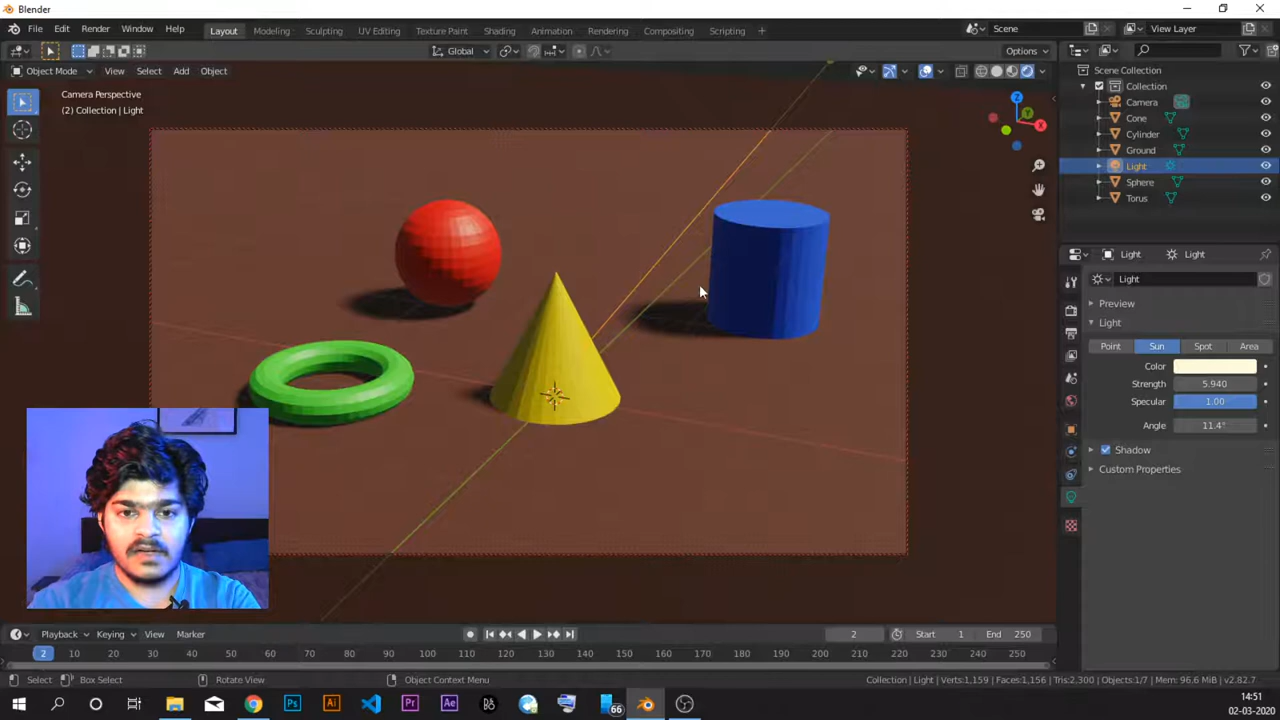 Blender
File Edit Render Window Help
Layout Modeling Sculpting UV Editing Texture Paint Shading Animation Rendering Compositing Scripting +
Scene
View Layer
Global
Options
Object Mode View Select Add Object
Camera Perspective
(2) Collection | Light
Z
Y
X
Scene Collection
Collection
Camera
Cone
Cylinder
Ground
Light
Sphere
Torus
Light
Light
Light
Preview
Light
Point Sun Spot Area
Color
Strength 5.940
Specular 1.00
Angle 11.4°
Shadow
Custom Properties
Playback Keying View Marker
2
Start 1
End 250
2 10 20 30 40 50 60 70 80 90 100 110 120 130 140 150 160 170 180 190 200 210 220 230 240 250
Select Box Select Rotate View Object Context Menu
Collection | Light | Verts:1,159 | Faces:1,156 | Tris:2,300 | Objects:1/7 | Mem: 96.6 MiB | v2.82.7
Ps Ai Pr Ae
66
14:51
02-03-2020